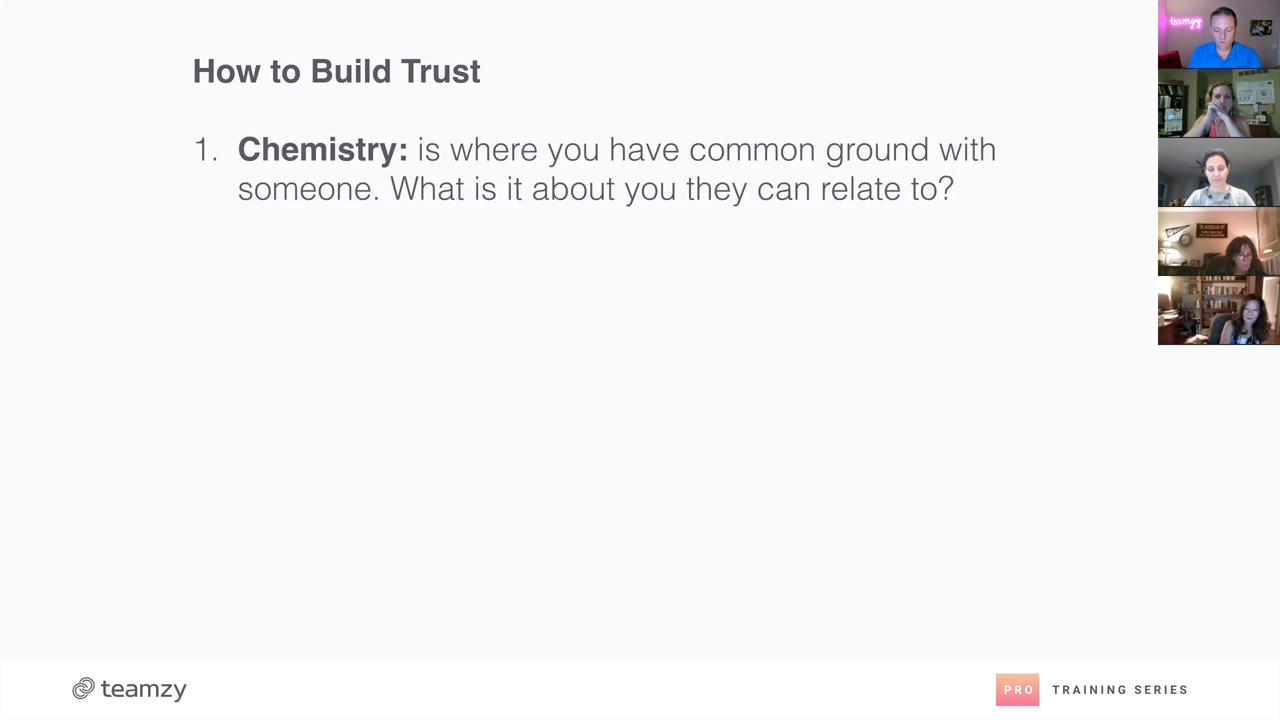 How to Build Trust
1. Chemistry: is where you have common ground with
someone. What is it about you they can relate to?
teamzy
teamzy
PRO TRAINING SERIES